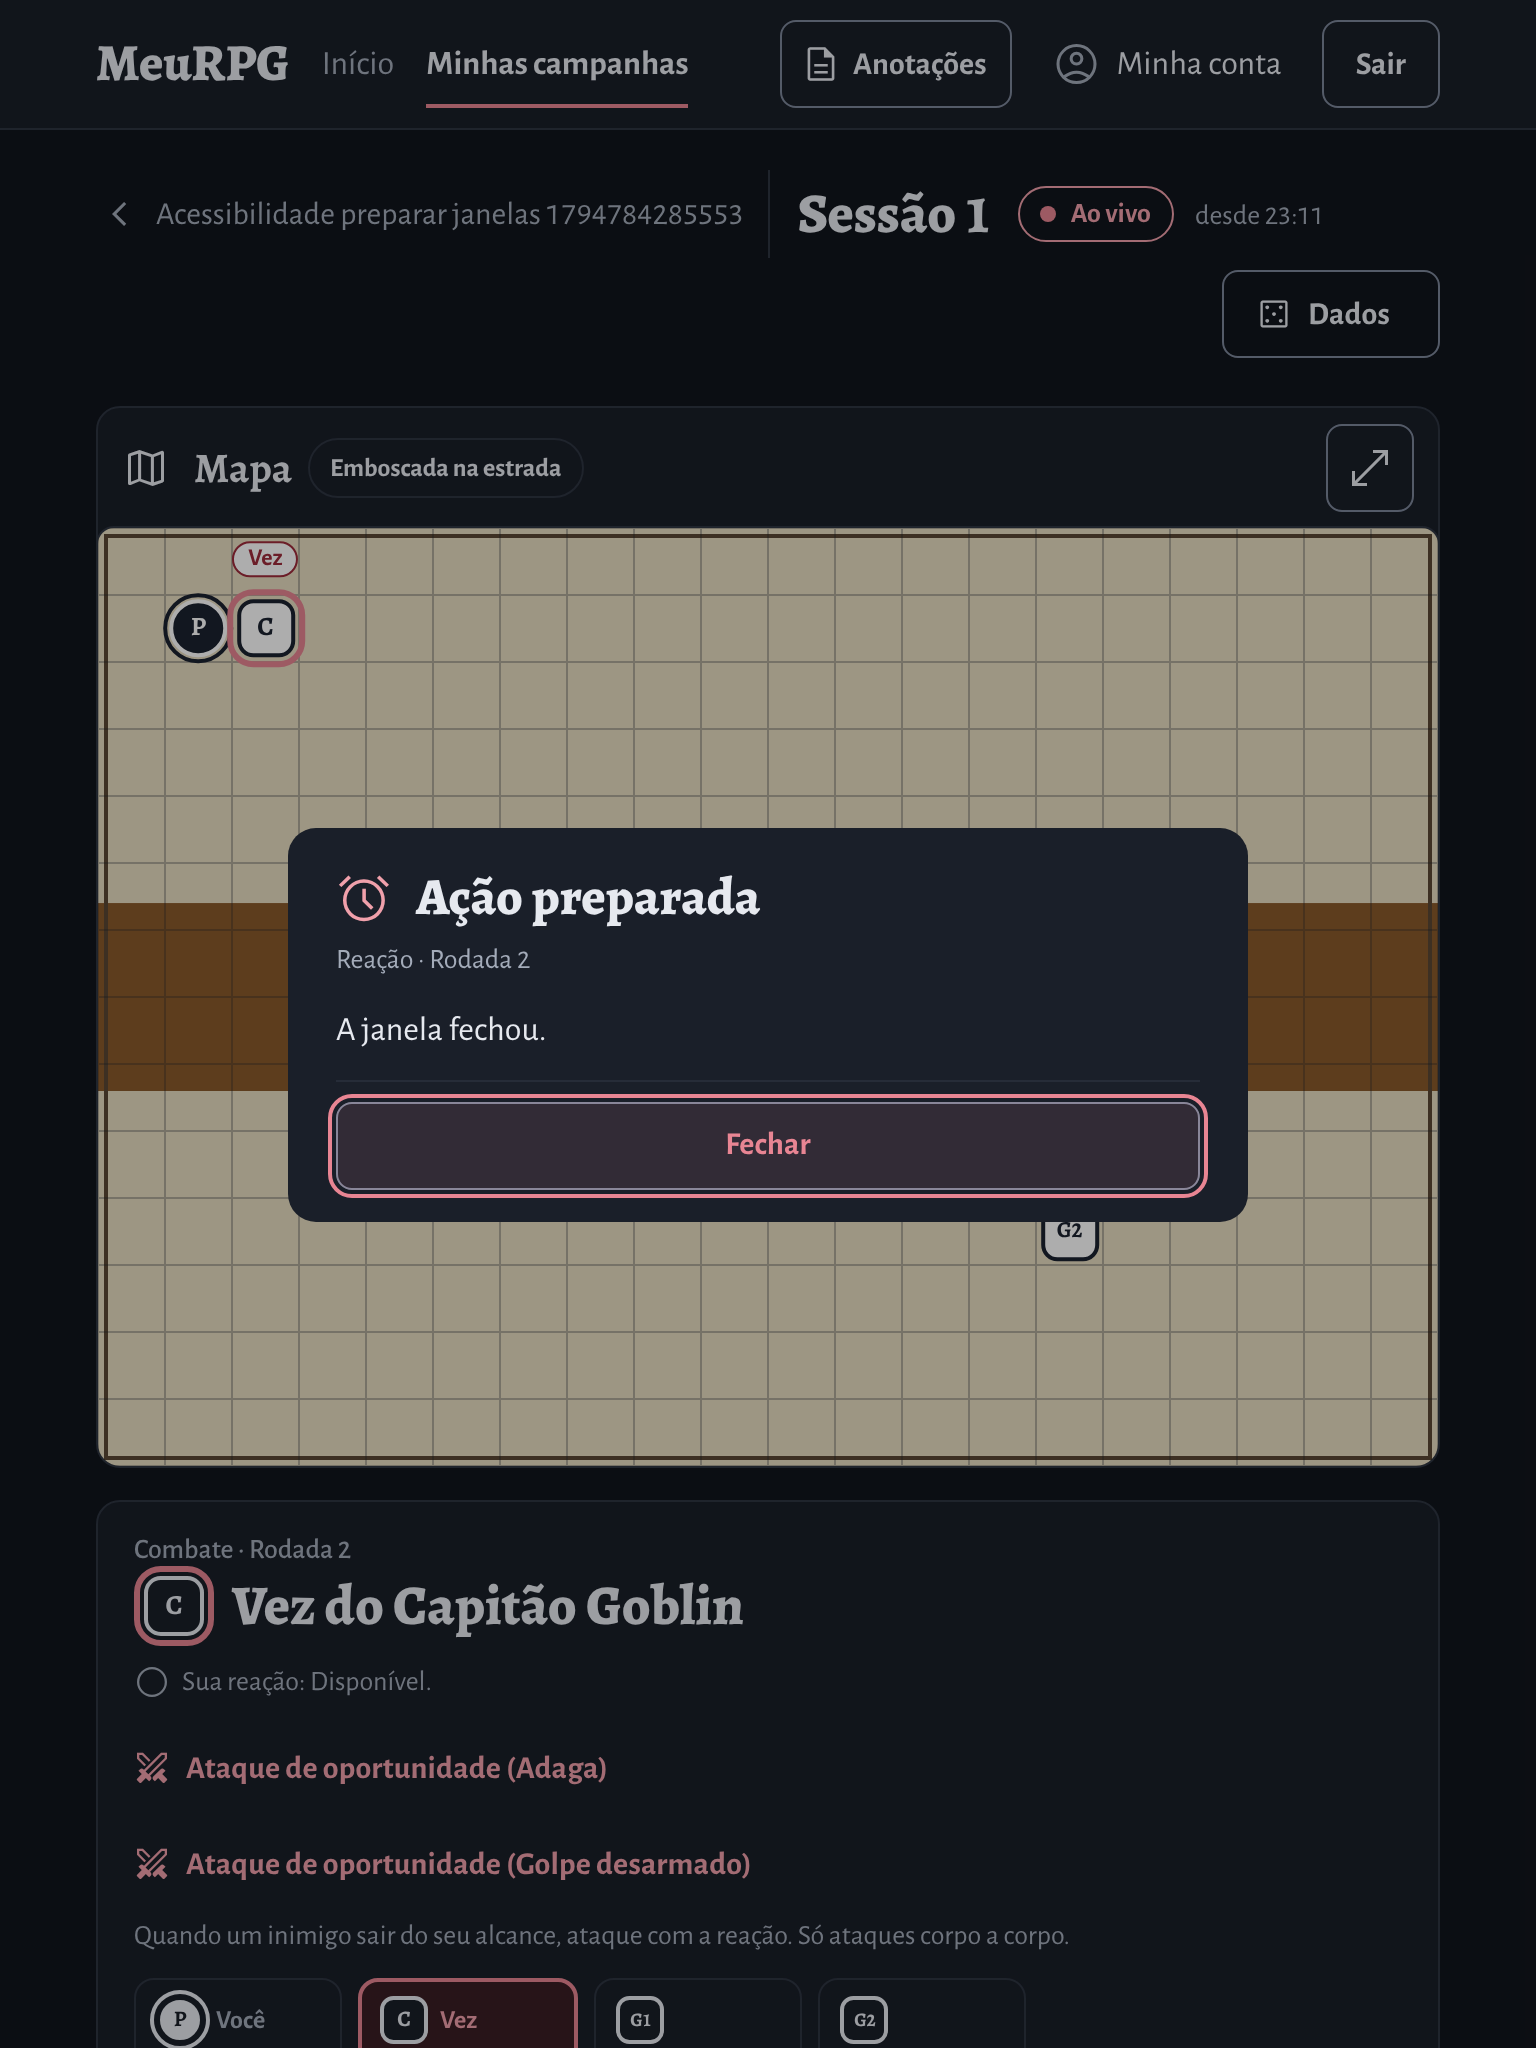 MeuRPG Início Minhas campanhas Anotações Minha conta Sair
Acessibilidade preparar janelas 1794784285553 Sessão 1 Ao vivo desde 23:11
Dados
Mapa Emboscada na estrada
Vez
P C
Ação preparada
Reação · Rodada 2
A janela fechou.
Fechar
G2
Combate · Rodada 2
C Vez do Capitão Goblin
Sua reação: Disponível.
Ataque de oportunidade (Adaga)
Ataque de oportunidade (Golpe desarmado)
Quando um inimigo sair do seu alcance, ataque com a reação. Só ataques corpo a corpo.
P Você C Vez G1 G2